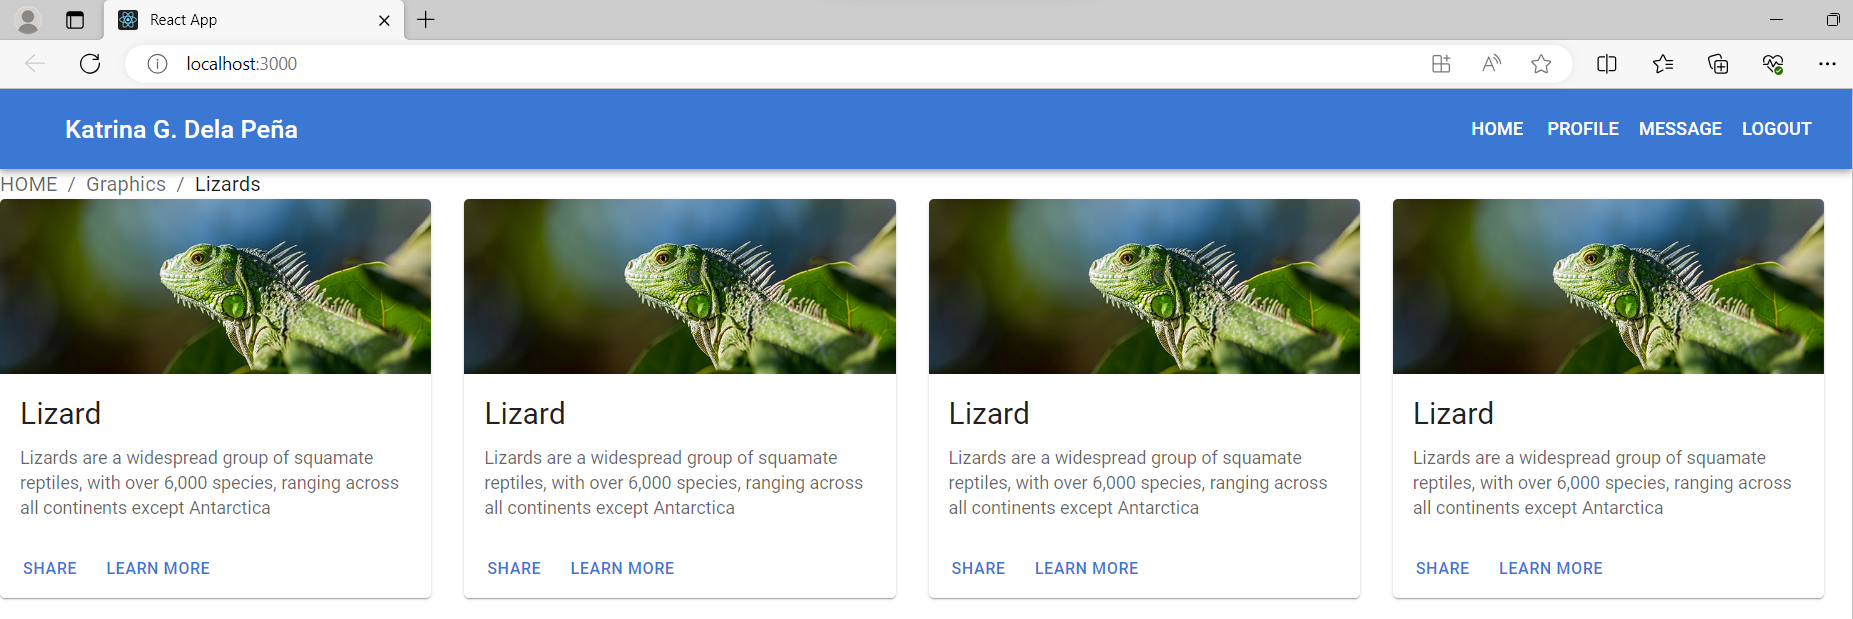 React App
localhost:3000
Katrina G. Dela Peña
HOME PROFILE MESSAGE LOGOUT
HOME / Graphics / Lizards
Lizard
Lizards are a widespread group of squamate
reptiles, with over 6,000 species, ranging across
all continents except Antarctica
SHARE LEARN MORE
Lizard
Lizards are a widespread group of squamate
reptiles, with over 6,000 species, ranging across
all continents except Antarctica
SHARE LEARN MORE
Lizard
Lizards are a widespread group of squamate
reptiles, with over 6,000 species, ranging across
all continents except Antarctica
SHARE LEARN MORE
Lizard
Lizards are a widespread group of squamate
reptiles, with over 6,000 species, ranging across
all continents except Antarctica
SHARE LEARN MORE